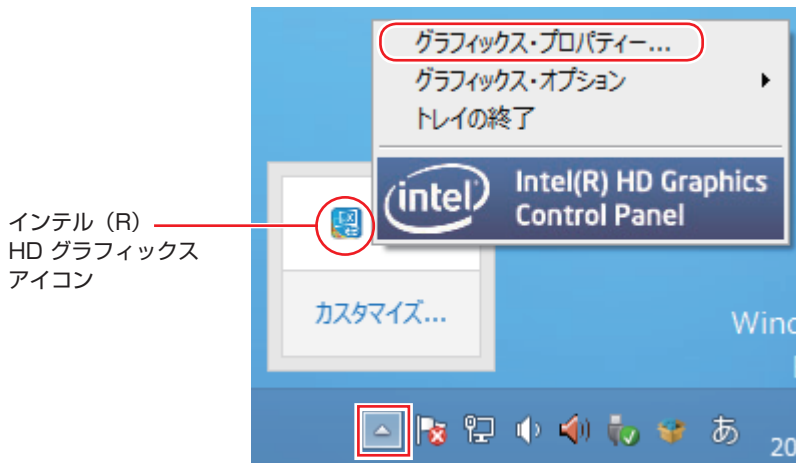 グラフィックス・プロパティー...
グラフィックス・オプション
トレイの終了
intel
Intel(R) HD Graphics
Control Panel
インテル（R）
HD グラフィックス
アイコン
カスタマイズ...
Wind
あ
20